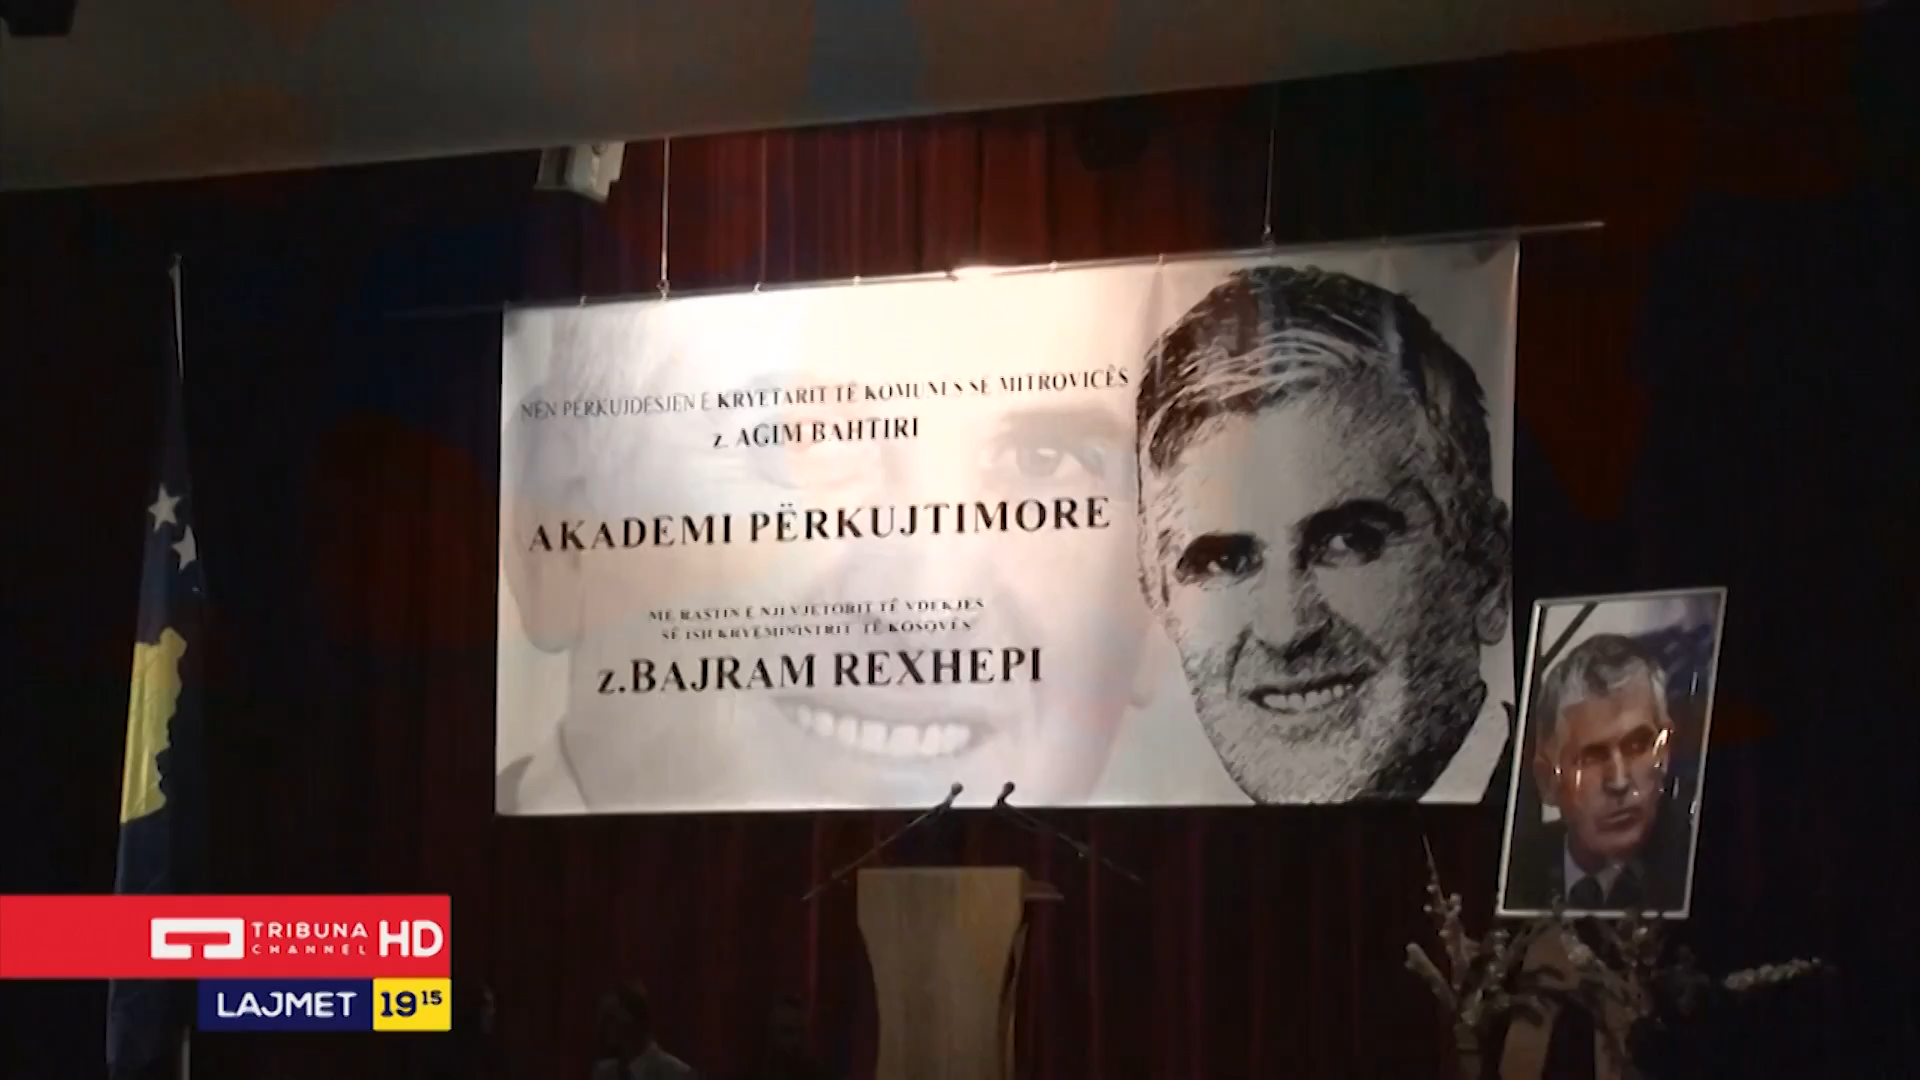 NËN PËRKUJDESJEN E KRYETARIT TË KOMUNËS SË MITROVICËS
z. AGIM BAHTIRI
AKADEMI PËRKUJTIMORE
ME RASTIN E NJI VJETORIT TË VDEKJES
SË ISH KRYEMINISTRIT TË KOSOVËS
z.BAJRAM REXHEPI
TRIBUNA
CHANNEL
HD
LAJMET 19 15